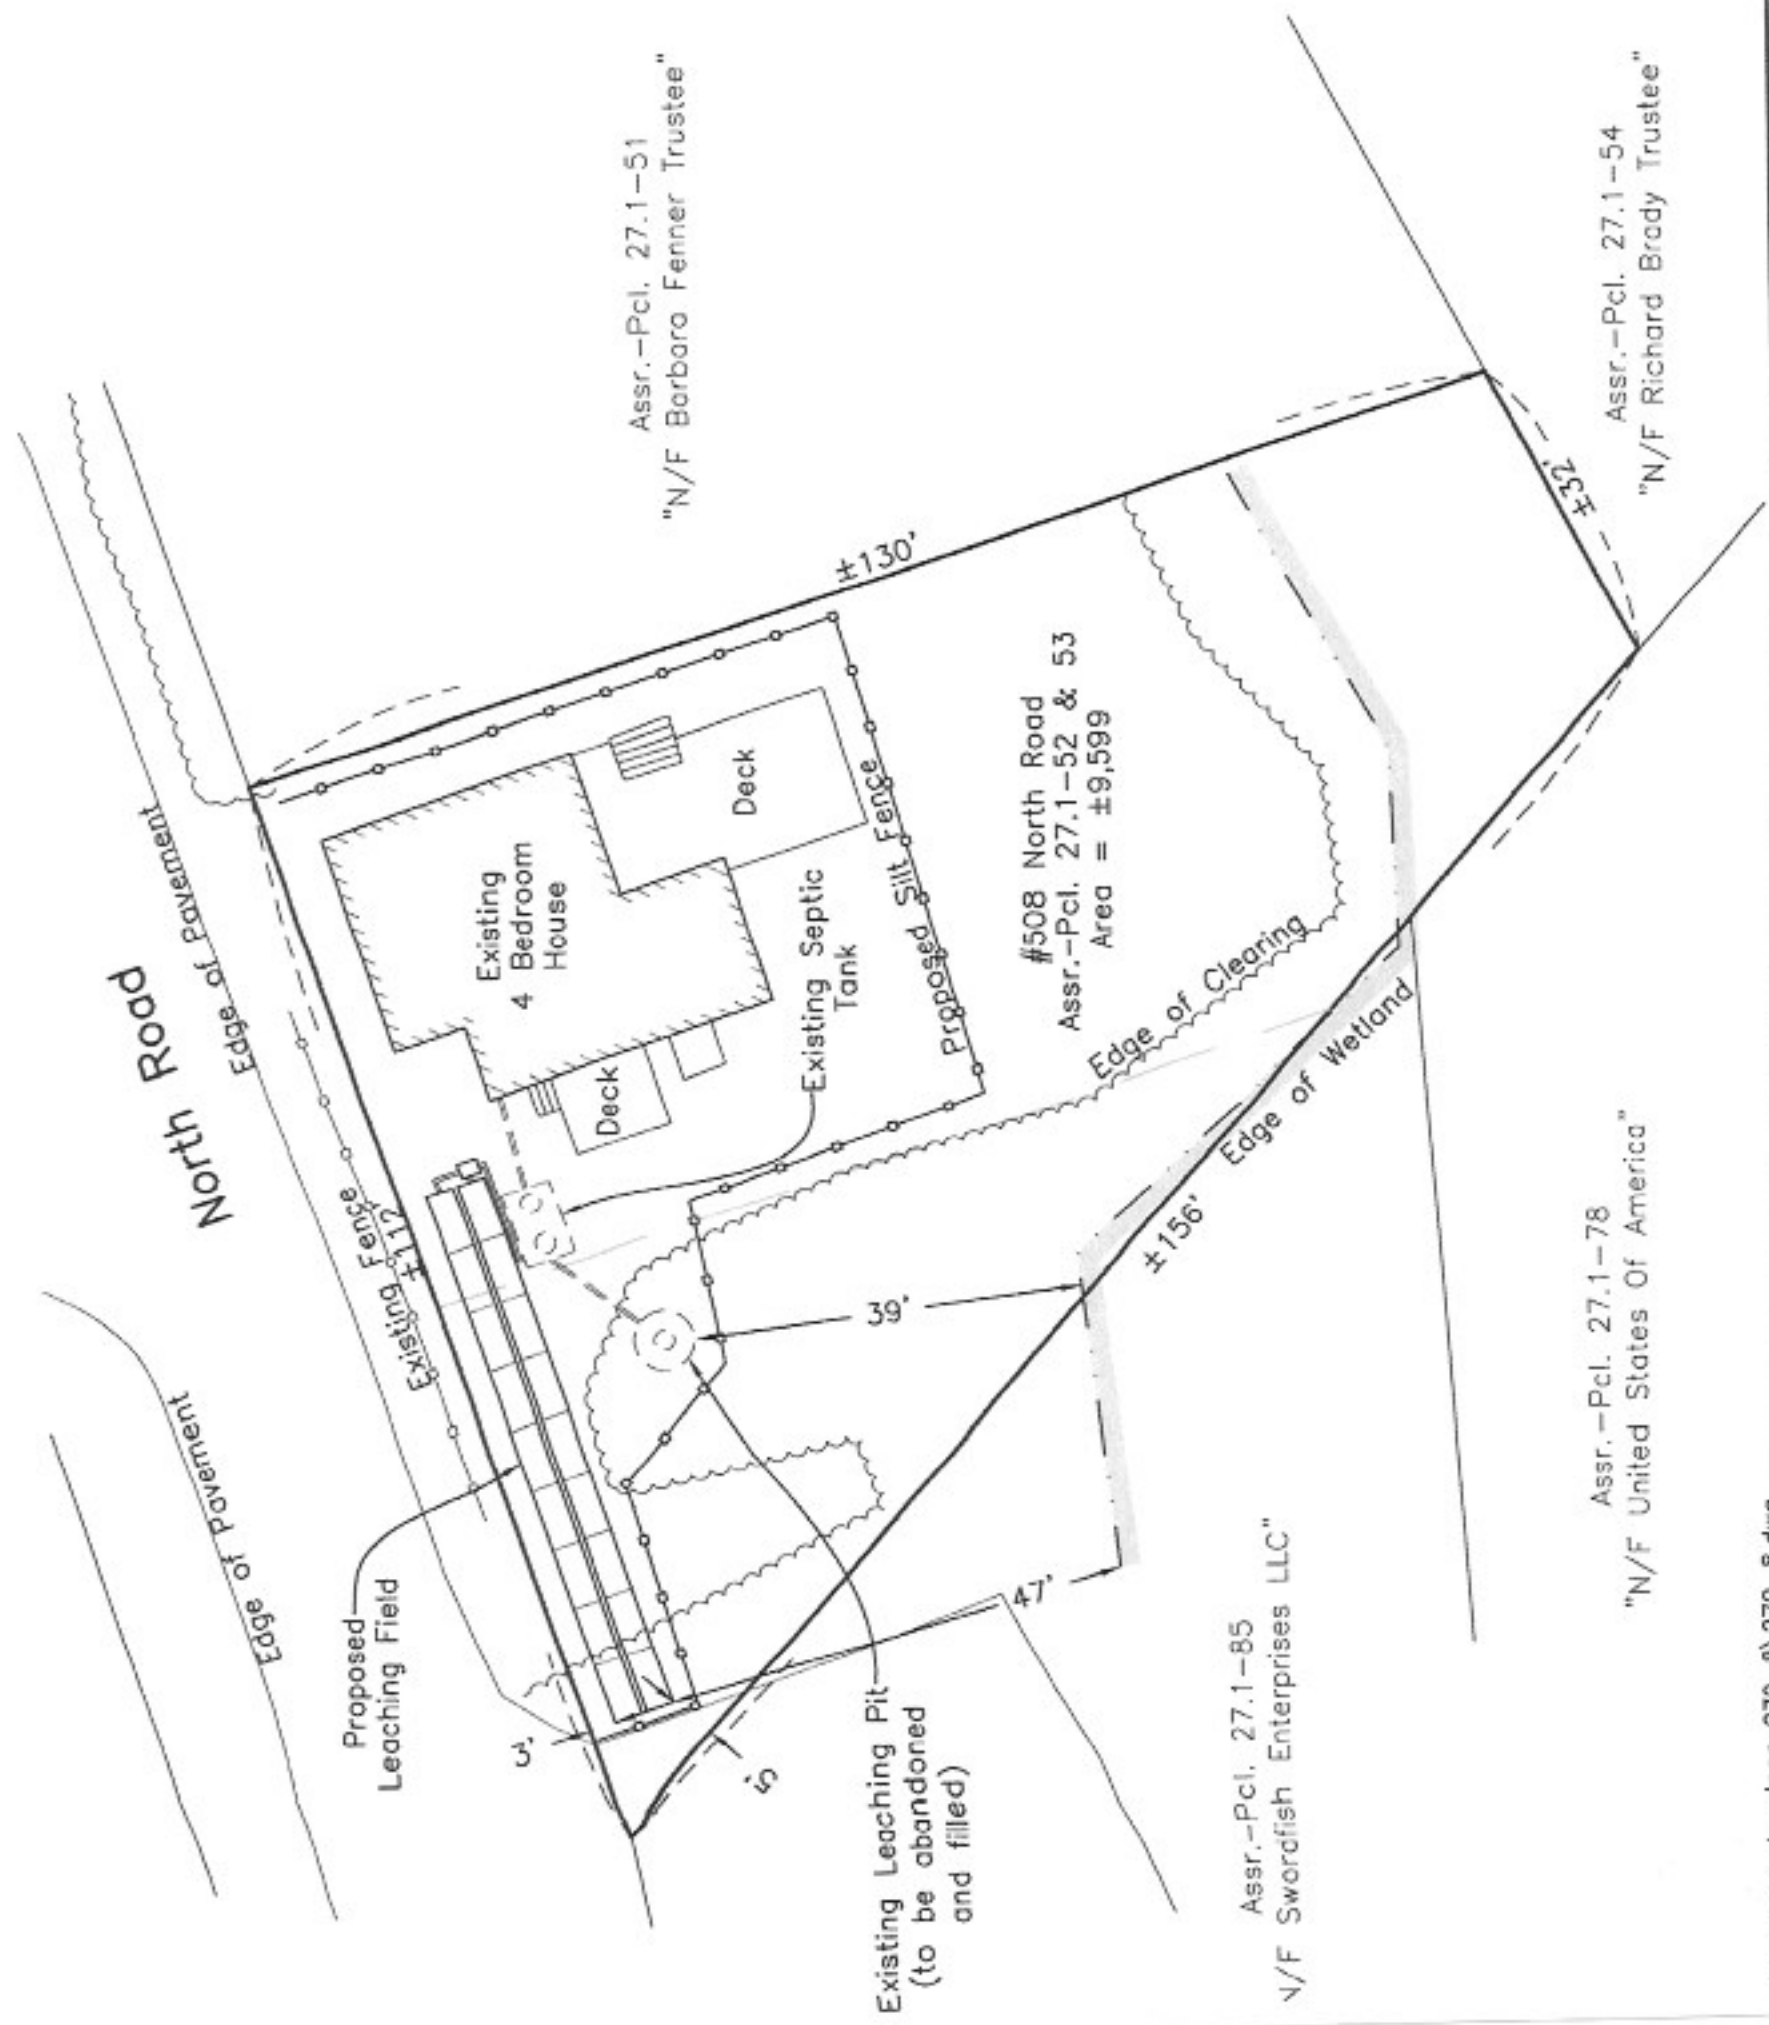 North Road
Edge of Pavement
Edge of Pavement
Existing Fence
±112'
Proposed
Leaching Field
3'
5'
Existing
4 Bedroom
House
Deck
Deck
Existing Septic
Tank
Proposed Silt Fence
±130'
Assr.-Pcl. 27.1-51
"N/F Barbara Fenner Trustee"
#508 North Road
Assr.-Pcl. 27.1-52 & 53
Area = ±9,599
Edge of Clearing
Edge of Wetland
39'
47'
±156'
±32'
Existing Leaching Pit
(to be abandoned
and filled)
Assr.-Pcl. 27.1-85
N/F Swordfish Enterprises LLC"
Assr.-Pcl. 27.1-78
"N/F United States Of America"
Assr.-Pcl. 27.1-54
"N/F Richard Brady Trustee"